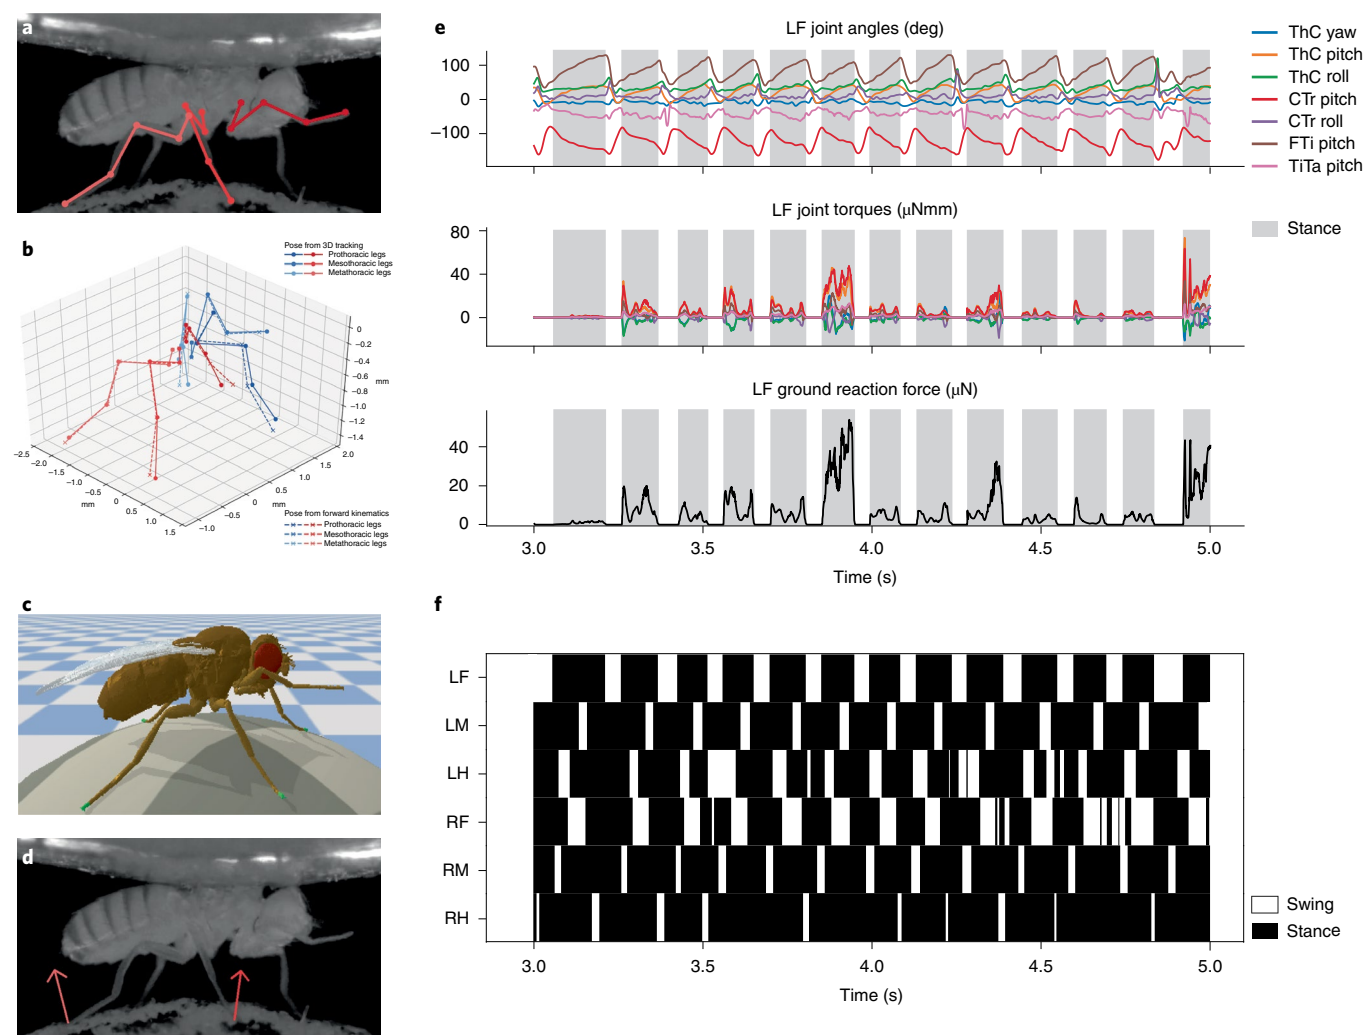 a
b
Pose from 3D tracking
Prothoracic legs
Mesothoracic legs
Metathoracic legs
0
−0.2
−0.4
−0.6
−0.8
−1.0
−1.2
−1.4
mm
−2.5
−2.0
−1.5
−1.0
−0.5
0
0.5
1.0
1.5
mm
−1.0
−0.5
0
0.5
1.0
1.5
2.0
mm
Pose from forward kinematics
Prothoracic legs
Mesothoracic legs
Metathoracic legs
c
d
e
LF joint angles (deg)
100
0
−100
ThC yaw
ThC pitch
ThC roll
CTr pitch
CTr roll
FTi pitch
TiTa pitch
Stance
LF joint torques (µNmm)
80
40
0
LF ground reaction force (µN)
40
20
0
3.0 3.5 4.0 4.5 5.0
Time (s)
f
LF
LM
LH
RF
RM
RH
3.0 3.5 4.0 4.5 5.0
Time (s)
Swing
Stance